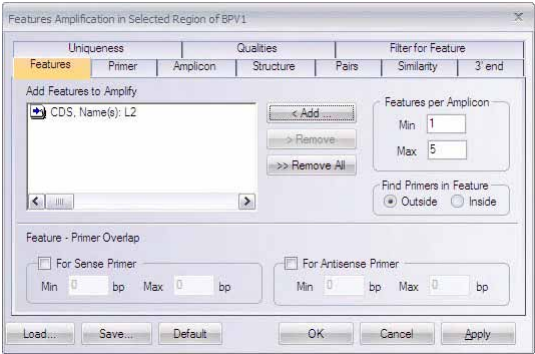 Features Amplification in Selected Region of BPV1
Uniqueness Qualities Filter for Feature
Features Primer Amplicon Structure Pairs Similarity 3' end
Add Features to Amplify
CDS, Name(s): L2
< Add ...
> Remove
>> Remove All
Features per Amplicon
Min 1
Max 5
Find Primers in Feature
Outside Inside
Feature - Primer Overlap
For Sense Primer
Min 0 bp Max 0 bp
For Antisense Primer
Min 0 bp Max 0 bp
Load... Save... Default OK Cancel Apply